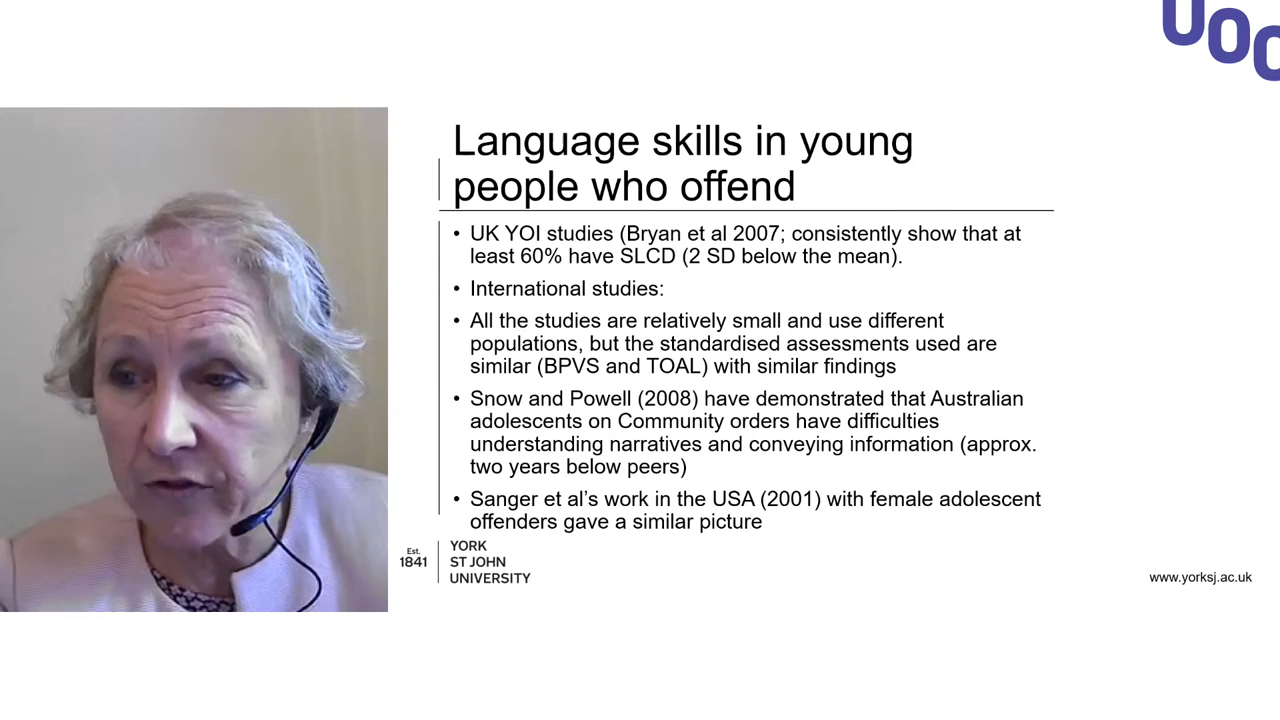 UOC
Language skills in young
people who offend
• UK YOI studies (Bryan et al 2007; consistently show that at
least 60% have SLCD (2 SD below the mean).
• International studies:
• All the studies are relatively small and use different
populations, but the standardised assessments used are
similar (BPVS and TOAL) with similar findings
• Snow and Powell (2008) have demonstrated that Australian
adolescents on Community orders have difficulties
understanding narratives and conveying information (approx.
two years below peers)
• Sanger et al’s work in the USA (2001) with female adolescent
offenders gave a similar picture
Est.
1841
YORK
ST JOHN
UNIVERSITY
www.yorksj.ac.uk